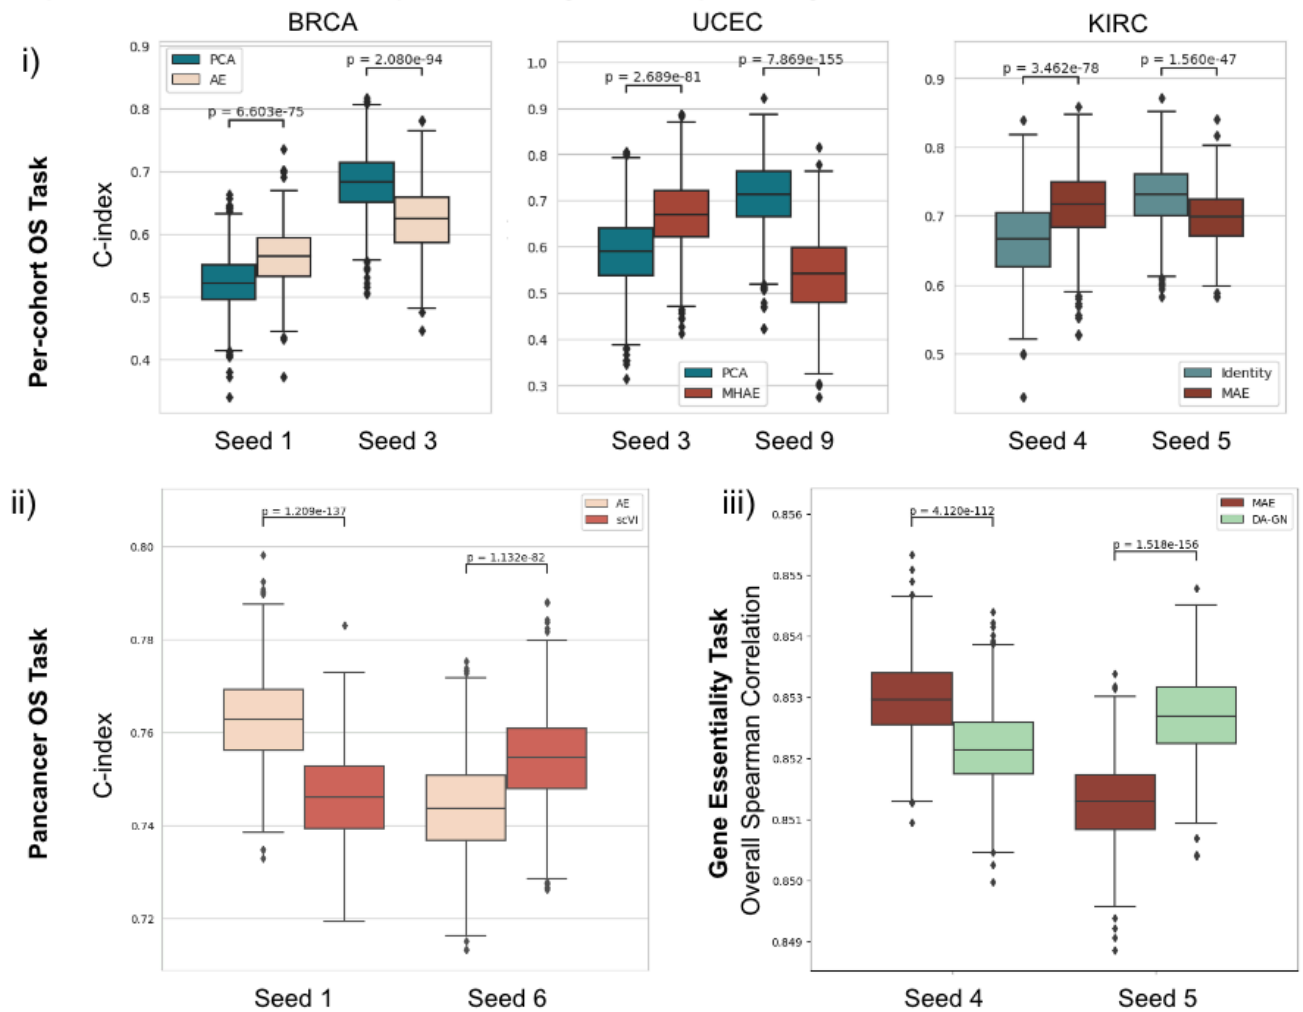 BRCA
UCEC
KIRC
i)
Per-cohort OS Task
C-index
0.9
0.8
0.7
0.6
0.5
0.4
PCA
AE
p = 6.603e-75
p = 2.080e-94
Seed 1
Seed 3
1.0
0.9
0.8
0.7
0.6
0.5
0.4
0.3
p = 2.689e-81
p = 7.869e-155
PCA
MHAE
Seed 3
Seed 9
0.9
0.8
0.7
0.6
0.5
p = 3.462e-78
p = 1.560e-47
Identity
MAE
Seed 4
Seed 5
ii)
Pancancer OS Task
C-index
0.80
0.78
0.76
0.74
0.72
p = 1.209e-137
p = 1.132e-82
AE
scVI
Seed 1
Seed 6
iii)
Gene Essentiality Task
Overall Spearman Correlation
0.856
0.855
0.854
0.853
0.852
0.851
0.850
0.849
p = 4.120e-112
p = 1.518e-156
MAE
DA-GN
Seed 4
Seed 5